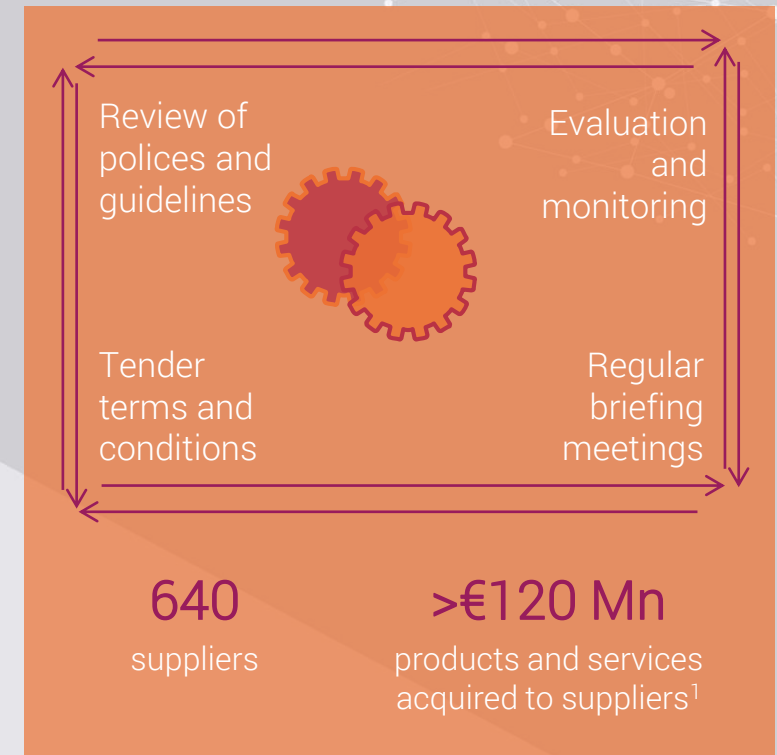 Review of
polices and
guidelines
Evaluation
and
monitoring
Tender
terms and
conditions
Regular
briefing
meetings
640
suppliers
>€120 Mn
products and services
acquired to suppliers¹